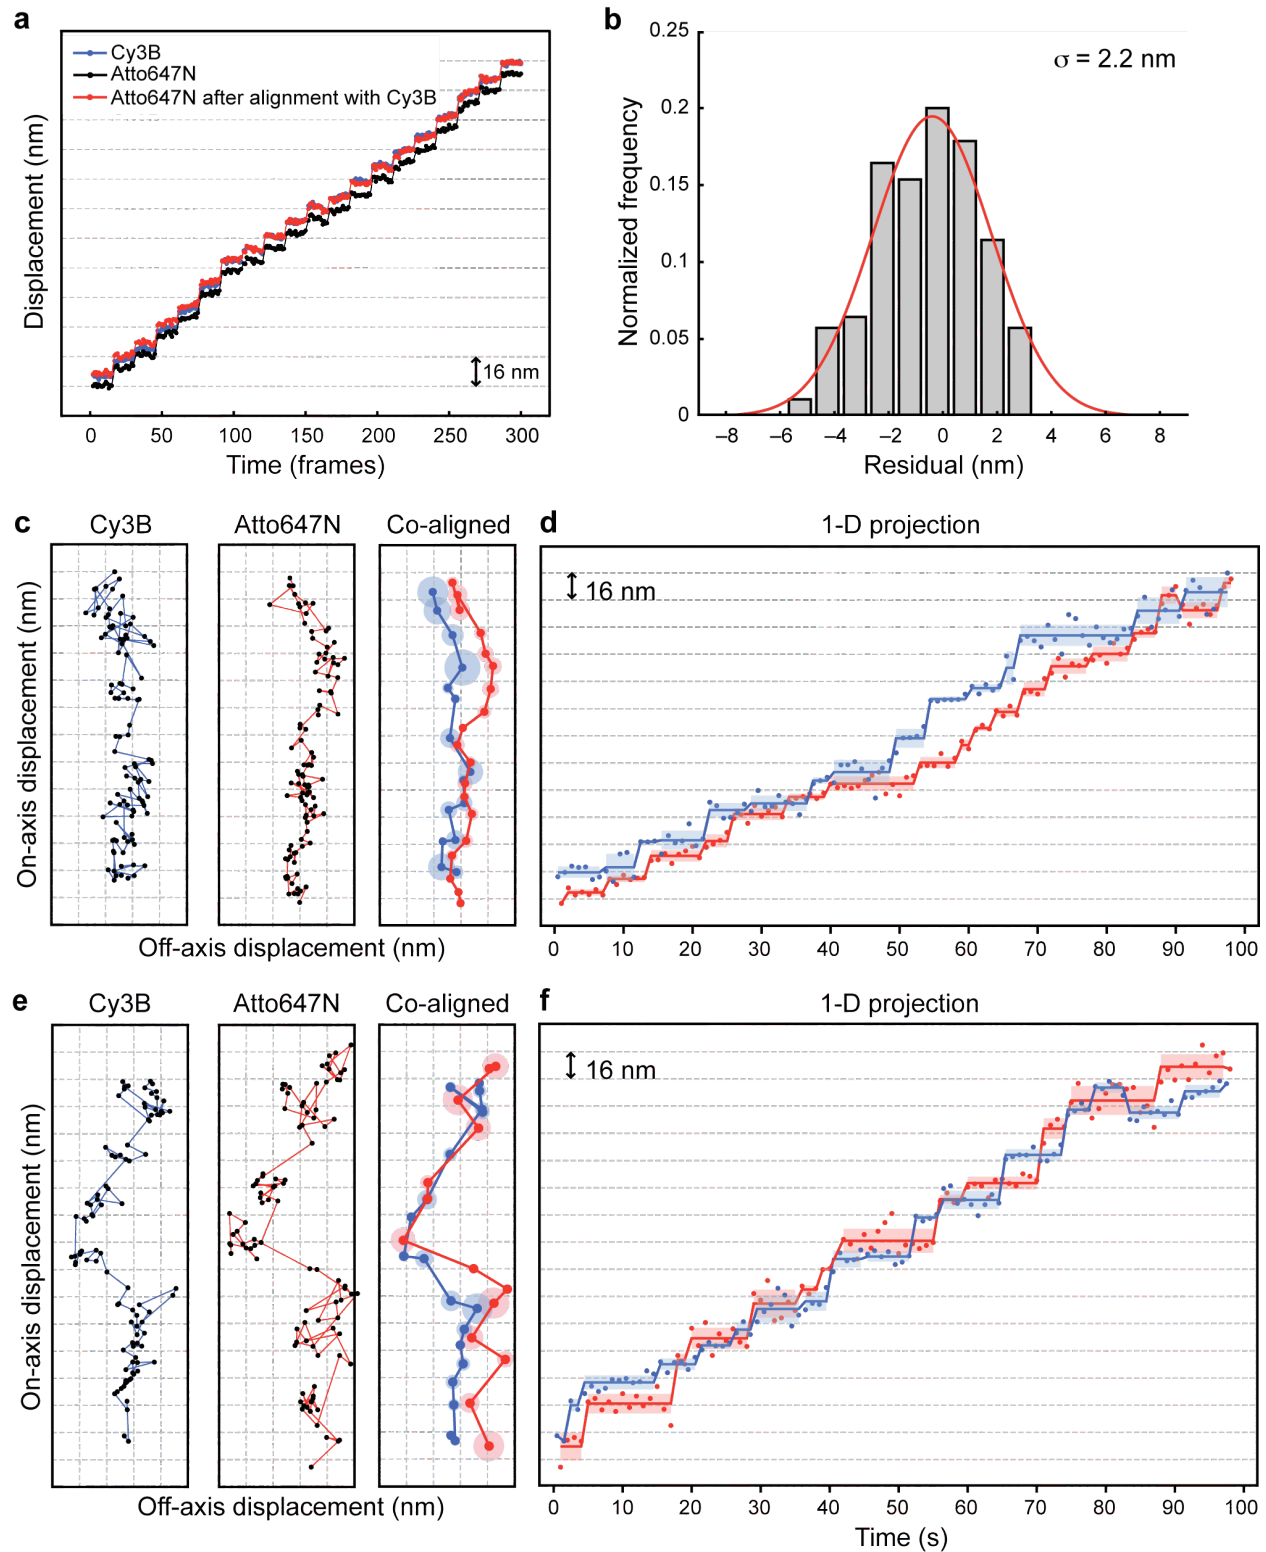 a
Cy3B
Atto647N
Atto647N after alignment with Cy3B
Displacement (nm)
16 nm
0 50 100 150 200 250 300
Time (frames)
b
σ = 2.2 nm
Normalized frequency
0.25
0.2
0.15
0.1
0.05
0
–8 –6 –4 –2 0 2 4 6 8
Residual (nm)
c
Cy3B
Atto647N
Co-aligned
On-axis displacement (nm)
Off-axis displacement (nm)
d
1-D projection
16 nm
0 10 20 30 40 50 60 70 80 90 100
e
Cy3B
Atto647N
Co-aligned
On-axis displacement (nm)
Off-axis displacement (nm)
f
1-D projection
16 nm
0 10 20 30 40 50 60 70 80 90 100
Time (s)